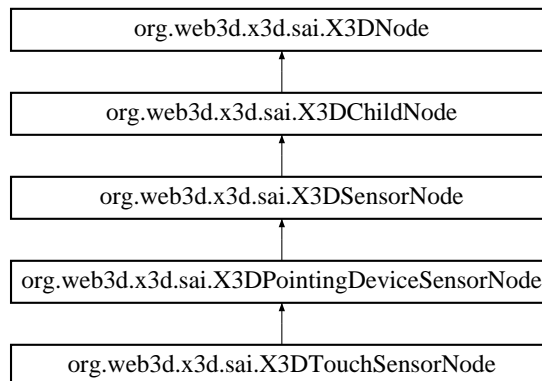 org.web3d.x3d.sai.X3DNode
org.web3d.x3d.sai.X3DChildNode
org.web3d.x3d.sai.X3DSensorNode
org.web3d.x3d.sai.X3DPointingDeviceSensorNode
org.web3d.x3d.sai.X3DTouchSensorNode